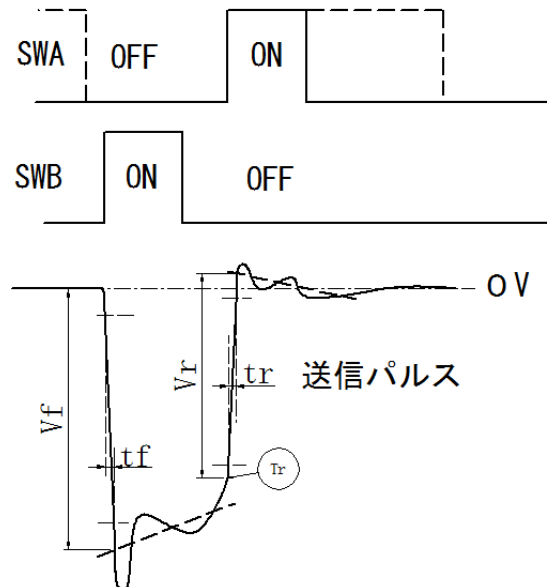 SWA OFF ON
SWB ON OFF
0V
Vf
tf
Vr
tr
送信パルス
Tr